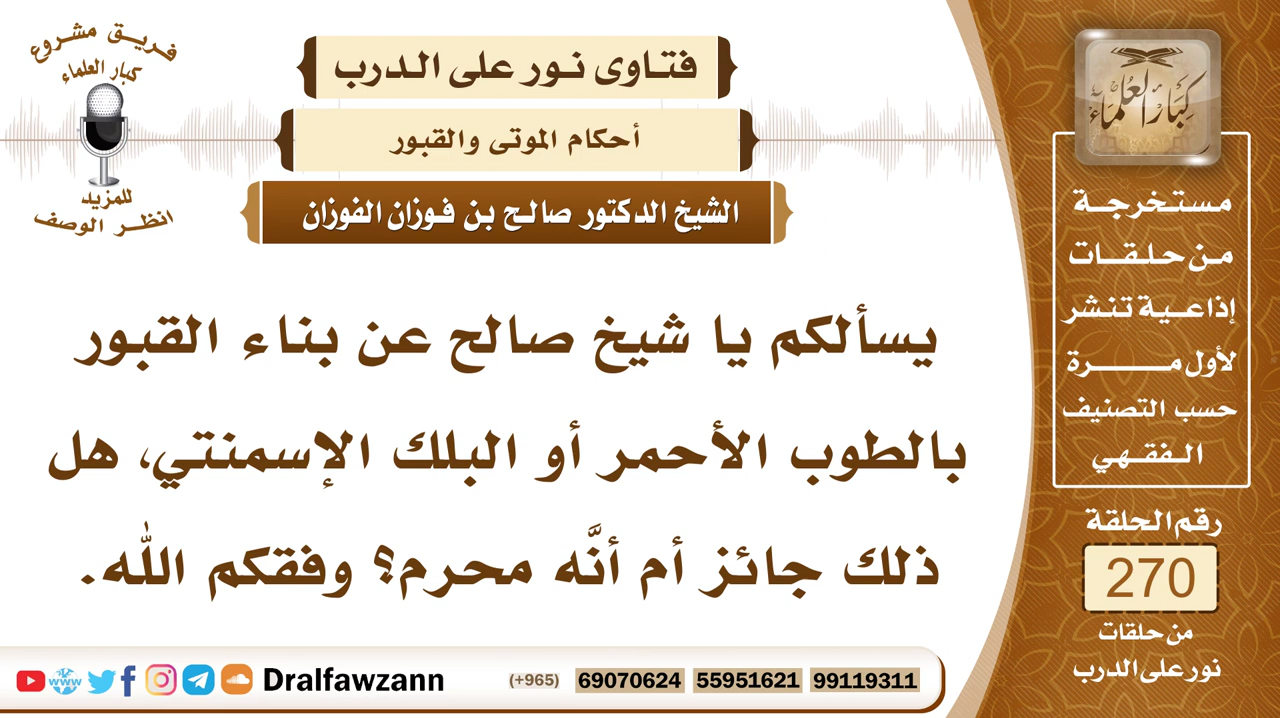 فريق مشروع
كبار العلماء
للمزيد
انظر الوصف
فتاوى نور على الدرب
أحكام الموتى والقبور
الشيخ الدكتور صالح بن فوزان الفوزان
يسألكم يا شيخ صالح عن بناء القبور
بالطوب الأحمر أو البلك الإسمنتي، هل
ذلك جائز أم أنَّه محرم؟ وفقكم الله.
كبار العلماء
مستخرجة
من حلقات
إذاعية تنشر
لأول مرة
حسب التصنيف
الفقهي
رقم الحلقة
270
من حلقات
نور على الدرب
www Dralfawzann (+965) 69070624 55951621 99119311